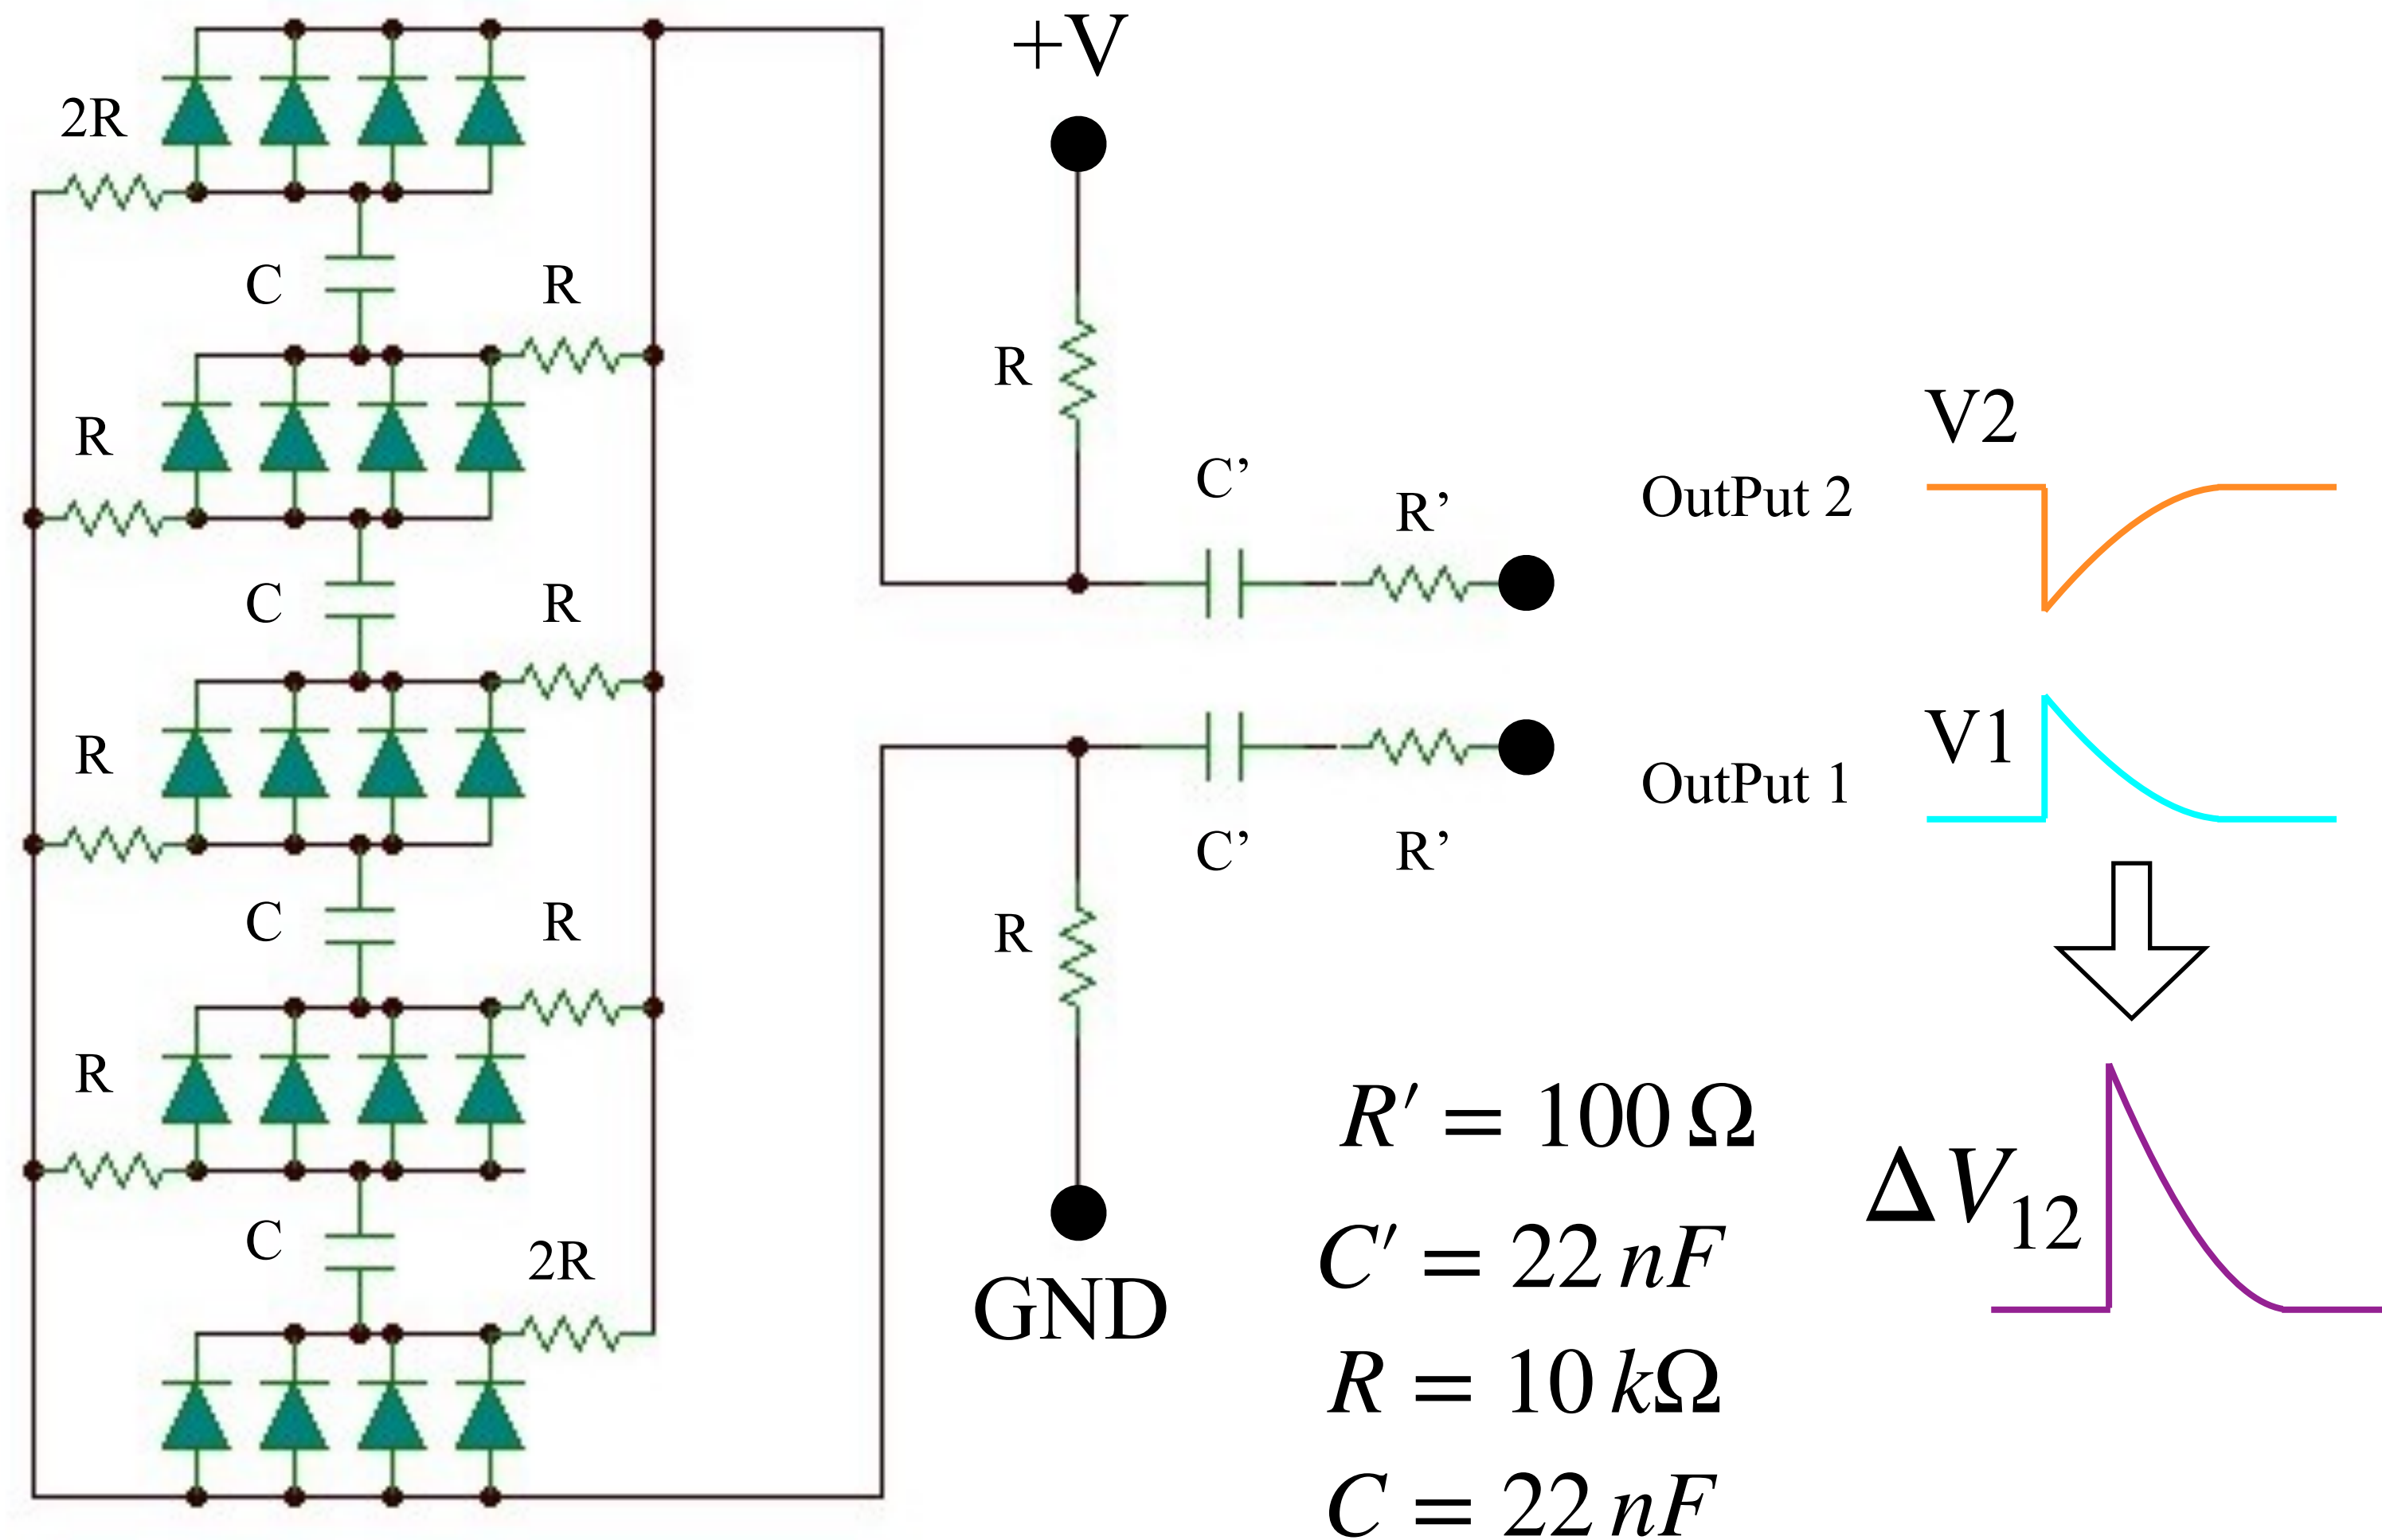 2R
C
R
R
C
R
R
C
R
R
C
2R
+V
R
C’
R’
OutPut 2
OutPut 1
C’
R’
R
GND
V2
V1
ΔV12
R′ = 100 Ω
C′ = 22 nF
R = 10 kΩ
C = 22 nF